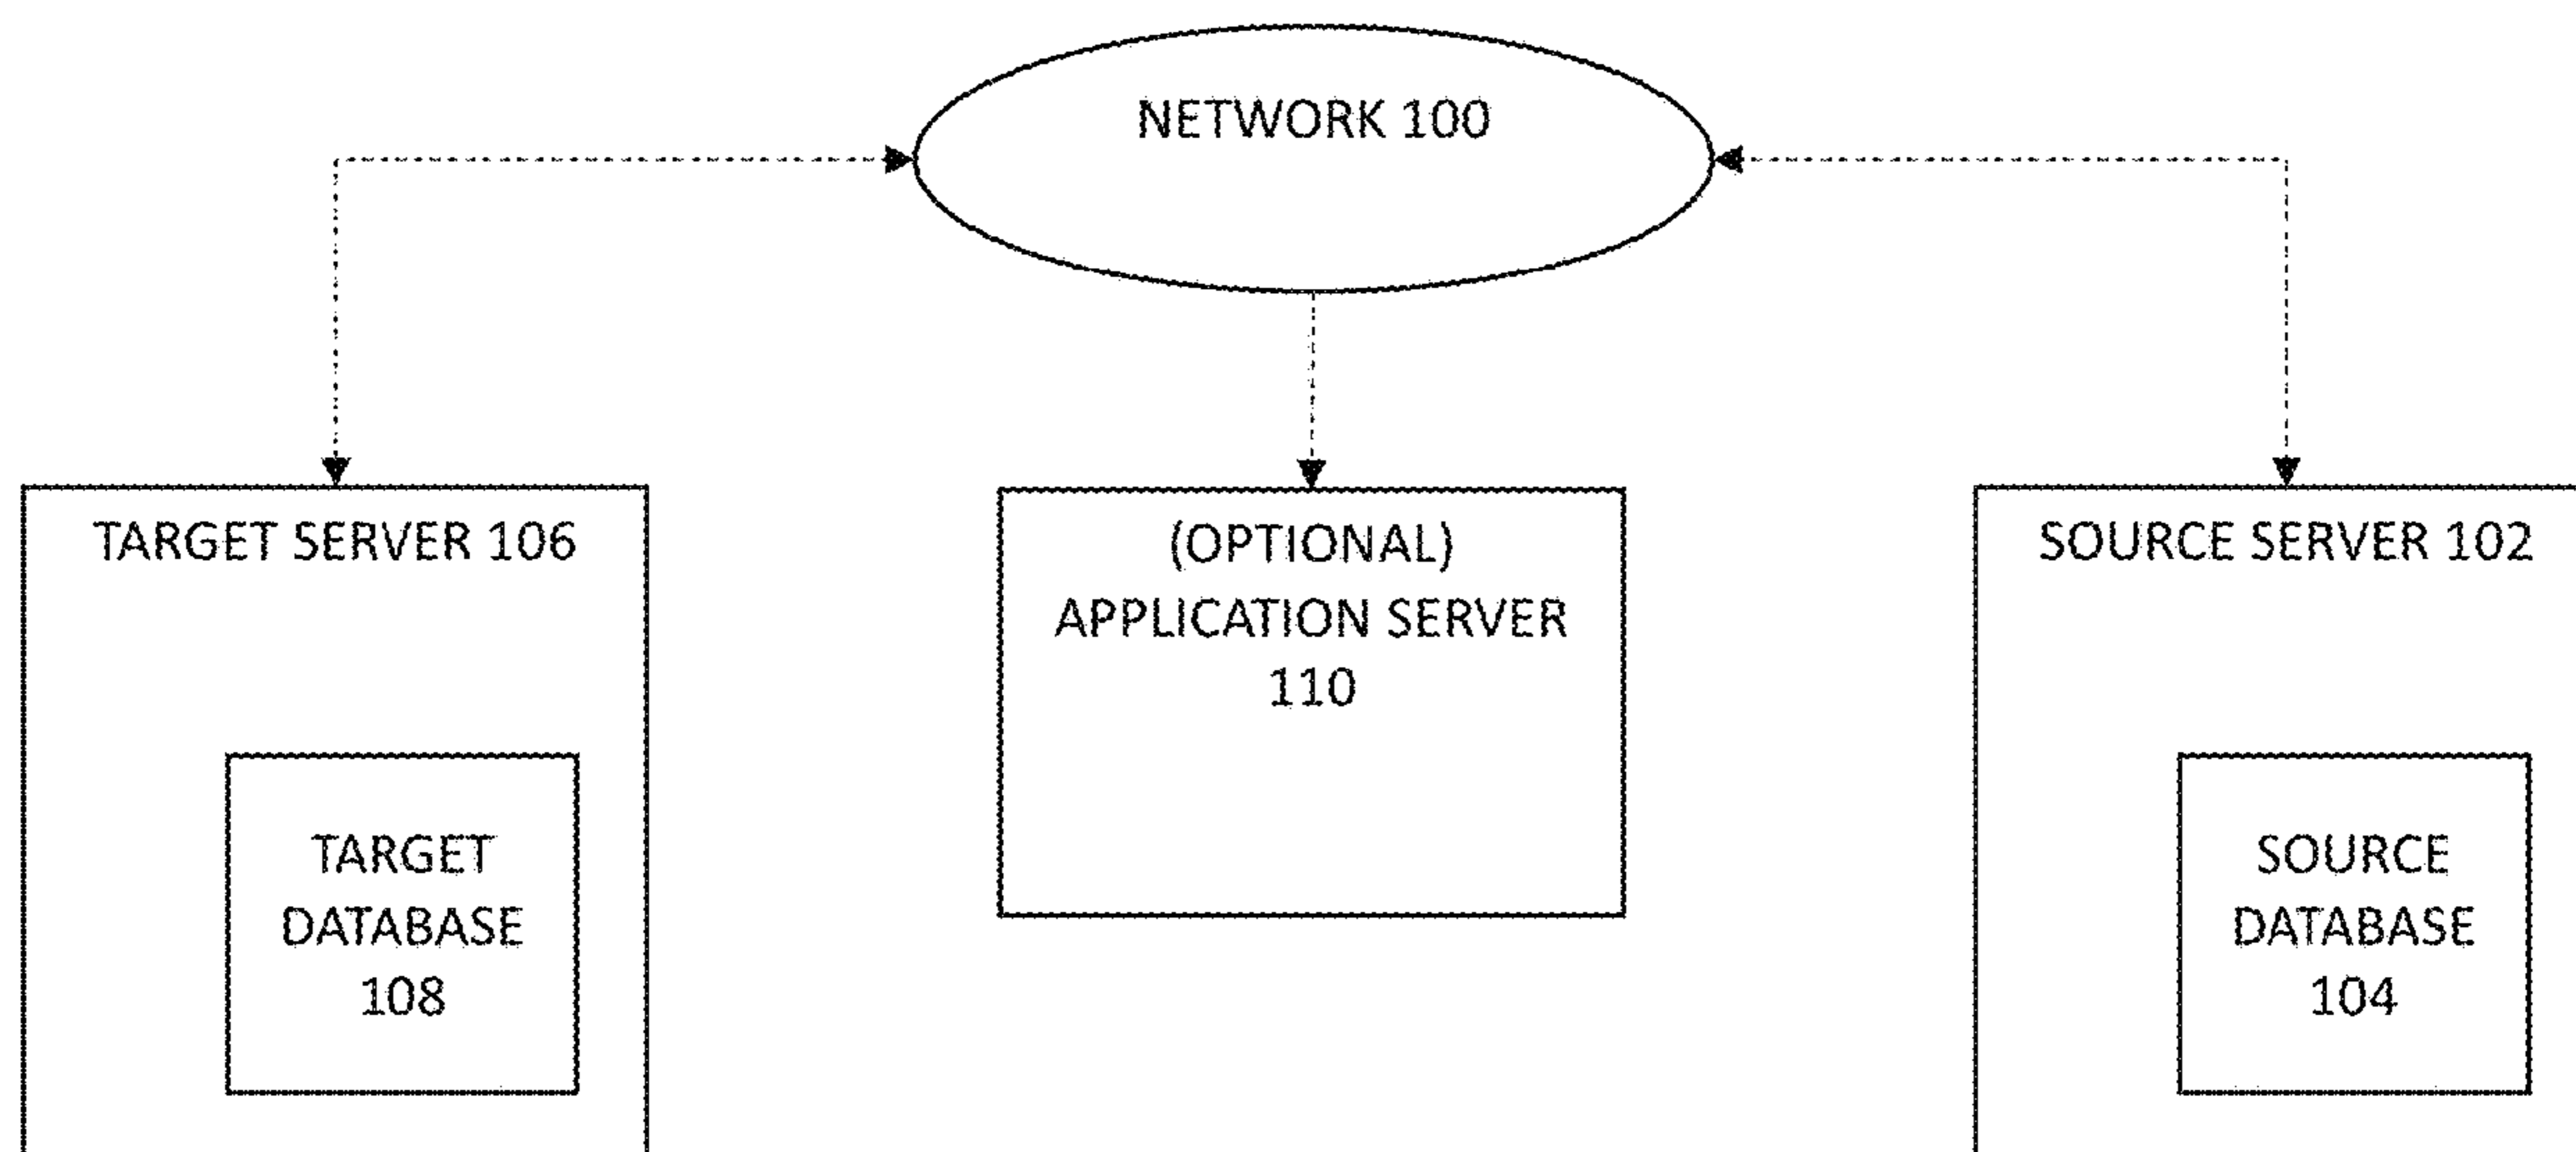 NETWORK 100
TARGET SERVER 106
(OPTIONAL)
APPLICATION SERVER
110
SOURCE SERVER 102
TARGET
DATABASE
108
SOURCE
DATABASE
104